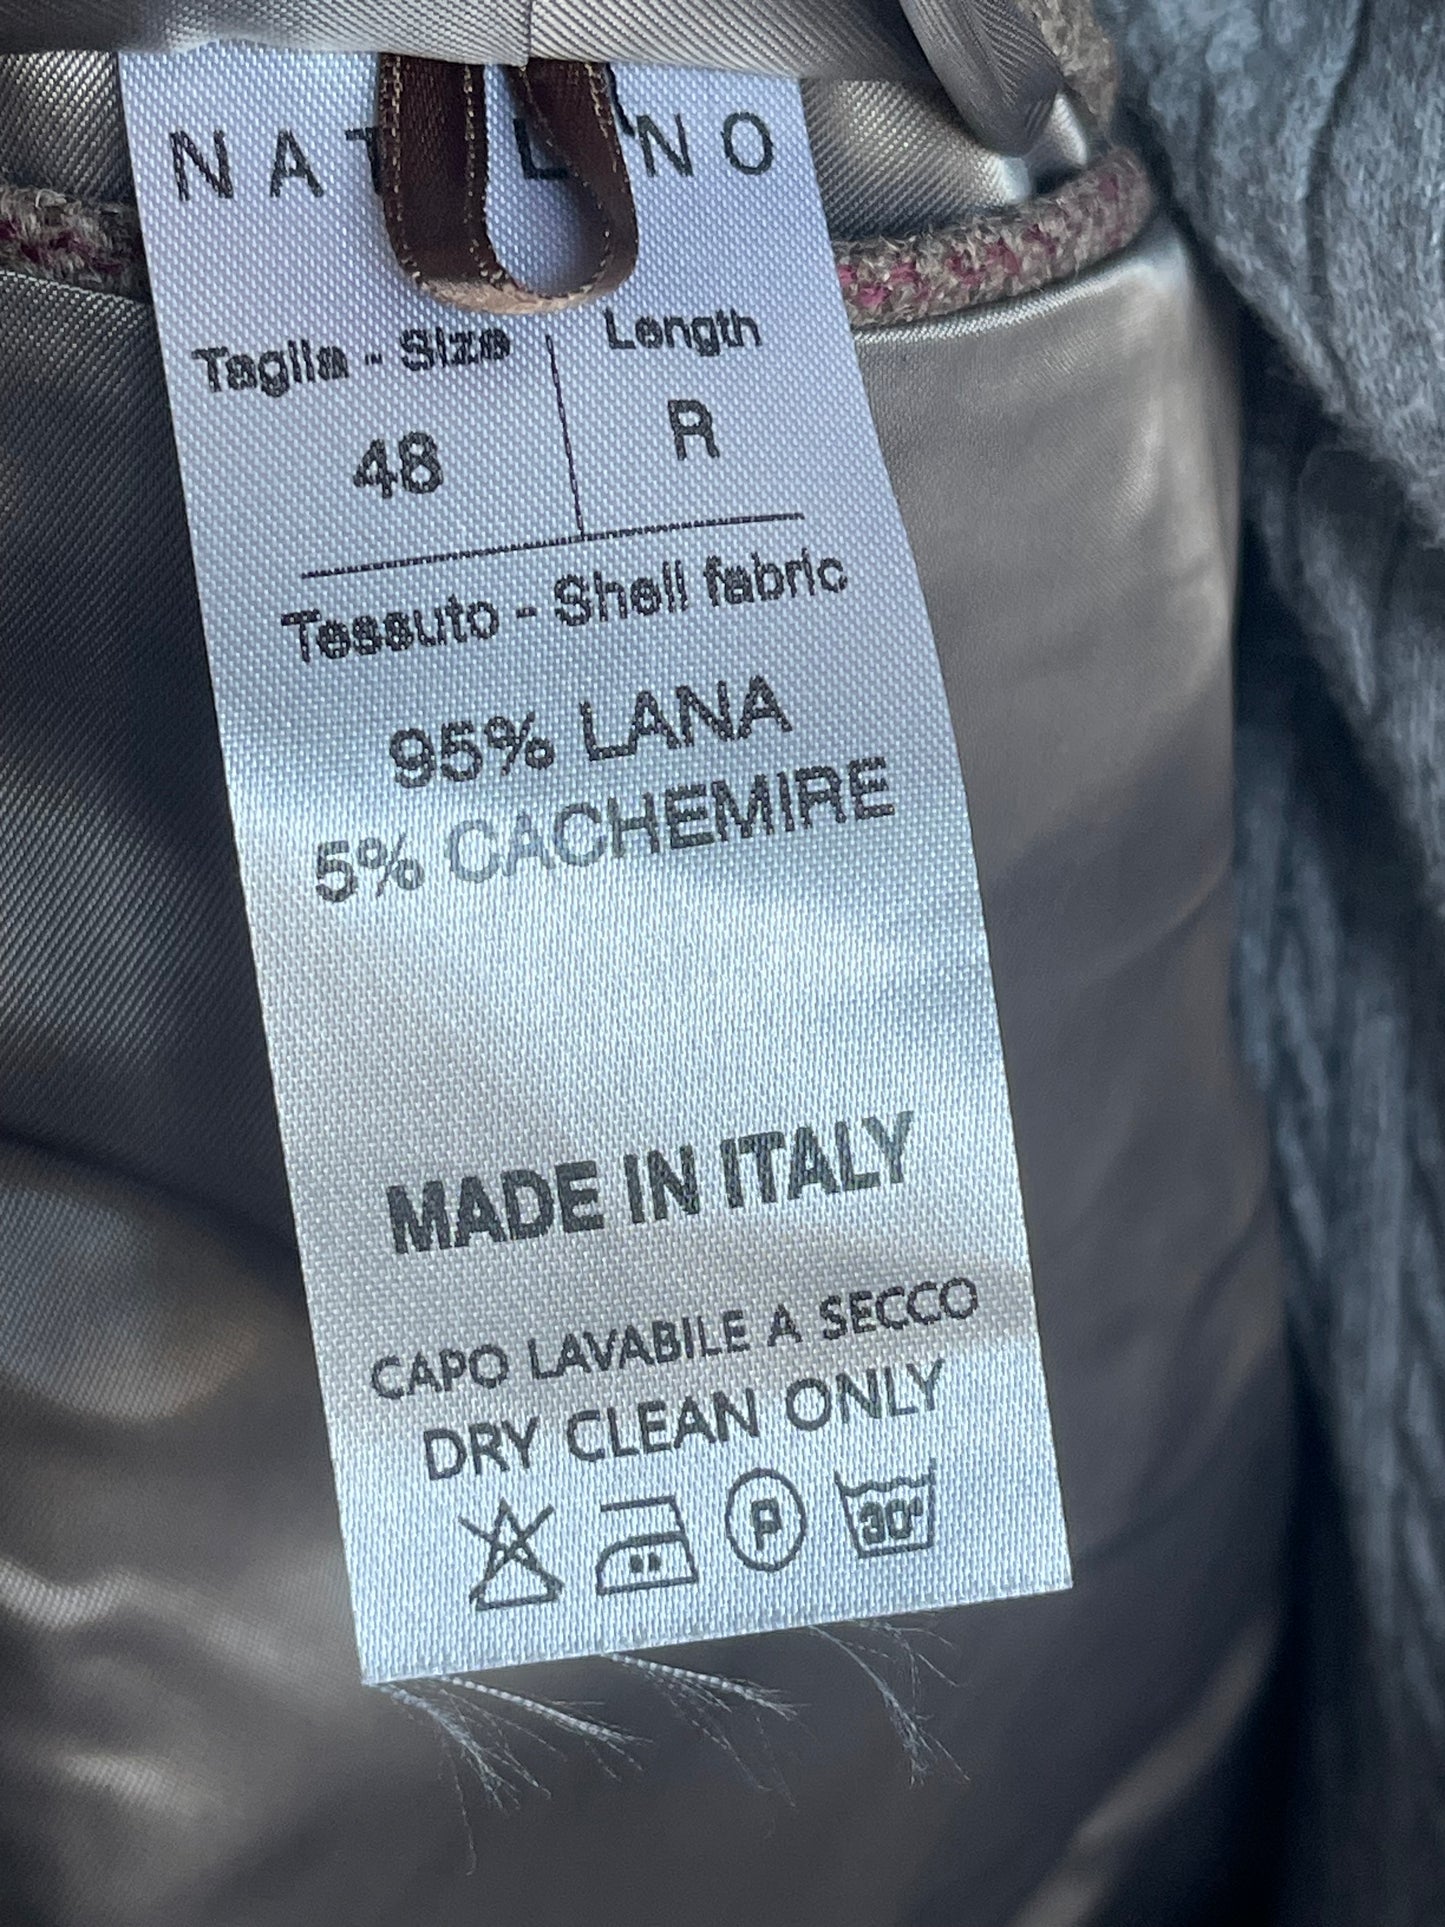 Taglia - Size
Length
48
R
Tessuto - Shell fabric
95% LANA
5% CACHEMIRE
MADE IN ITALY
CAPO LAVABILE A SECCO
DRY CLEAN ONLY
P 30°